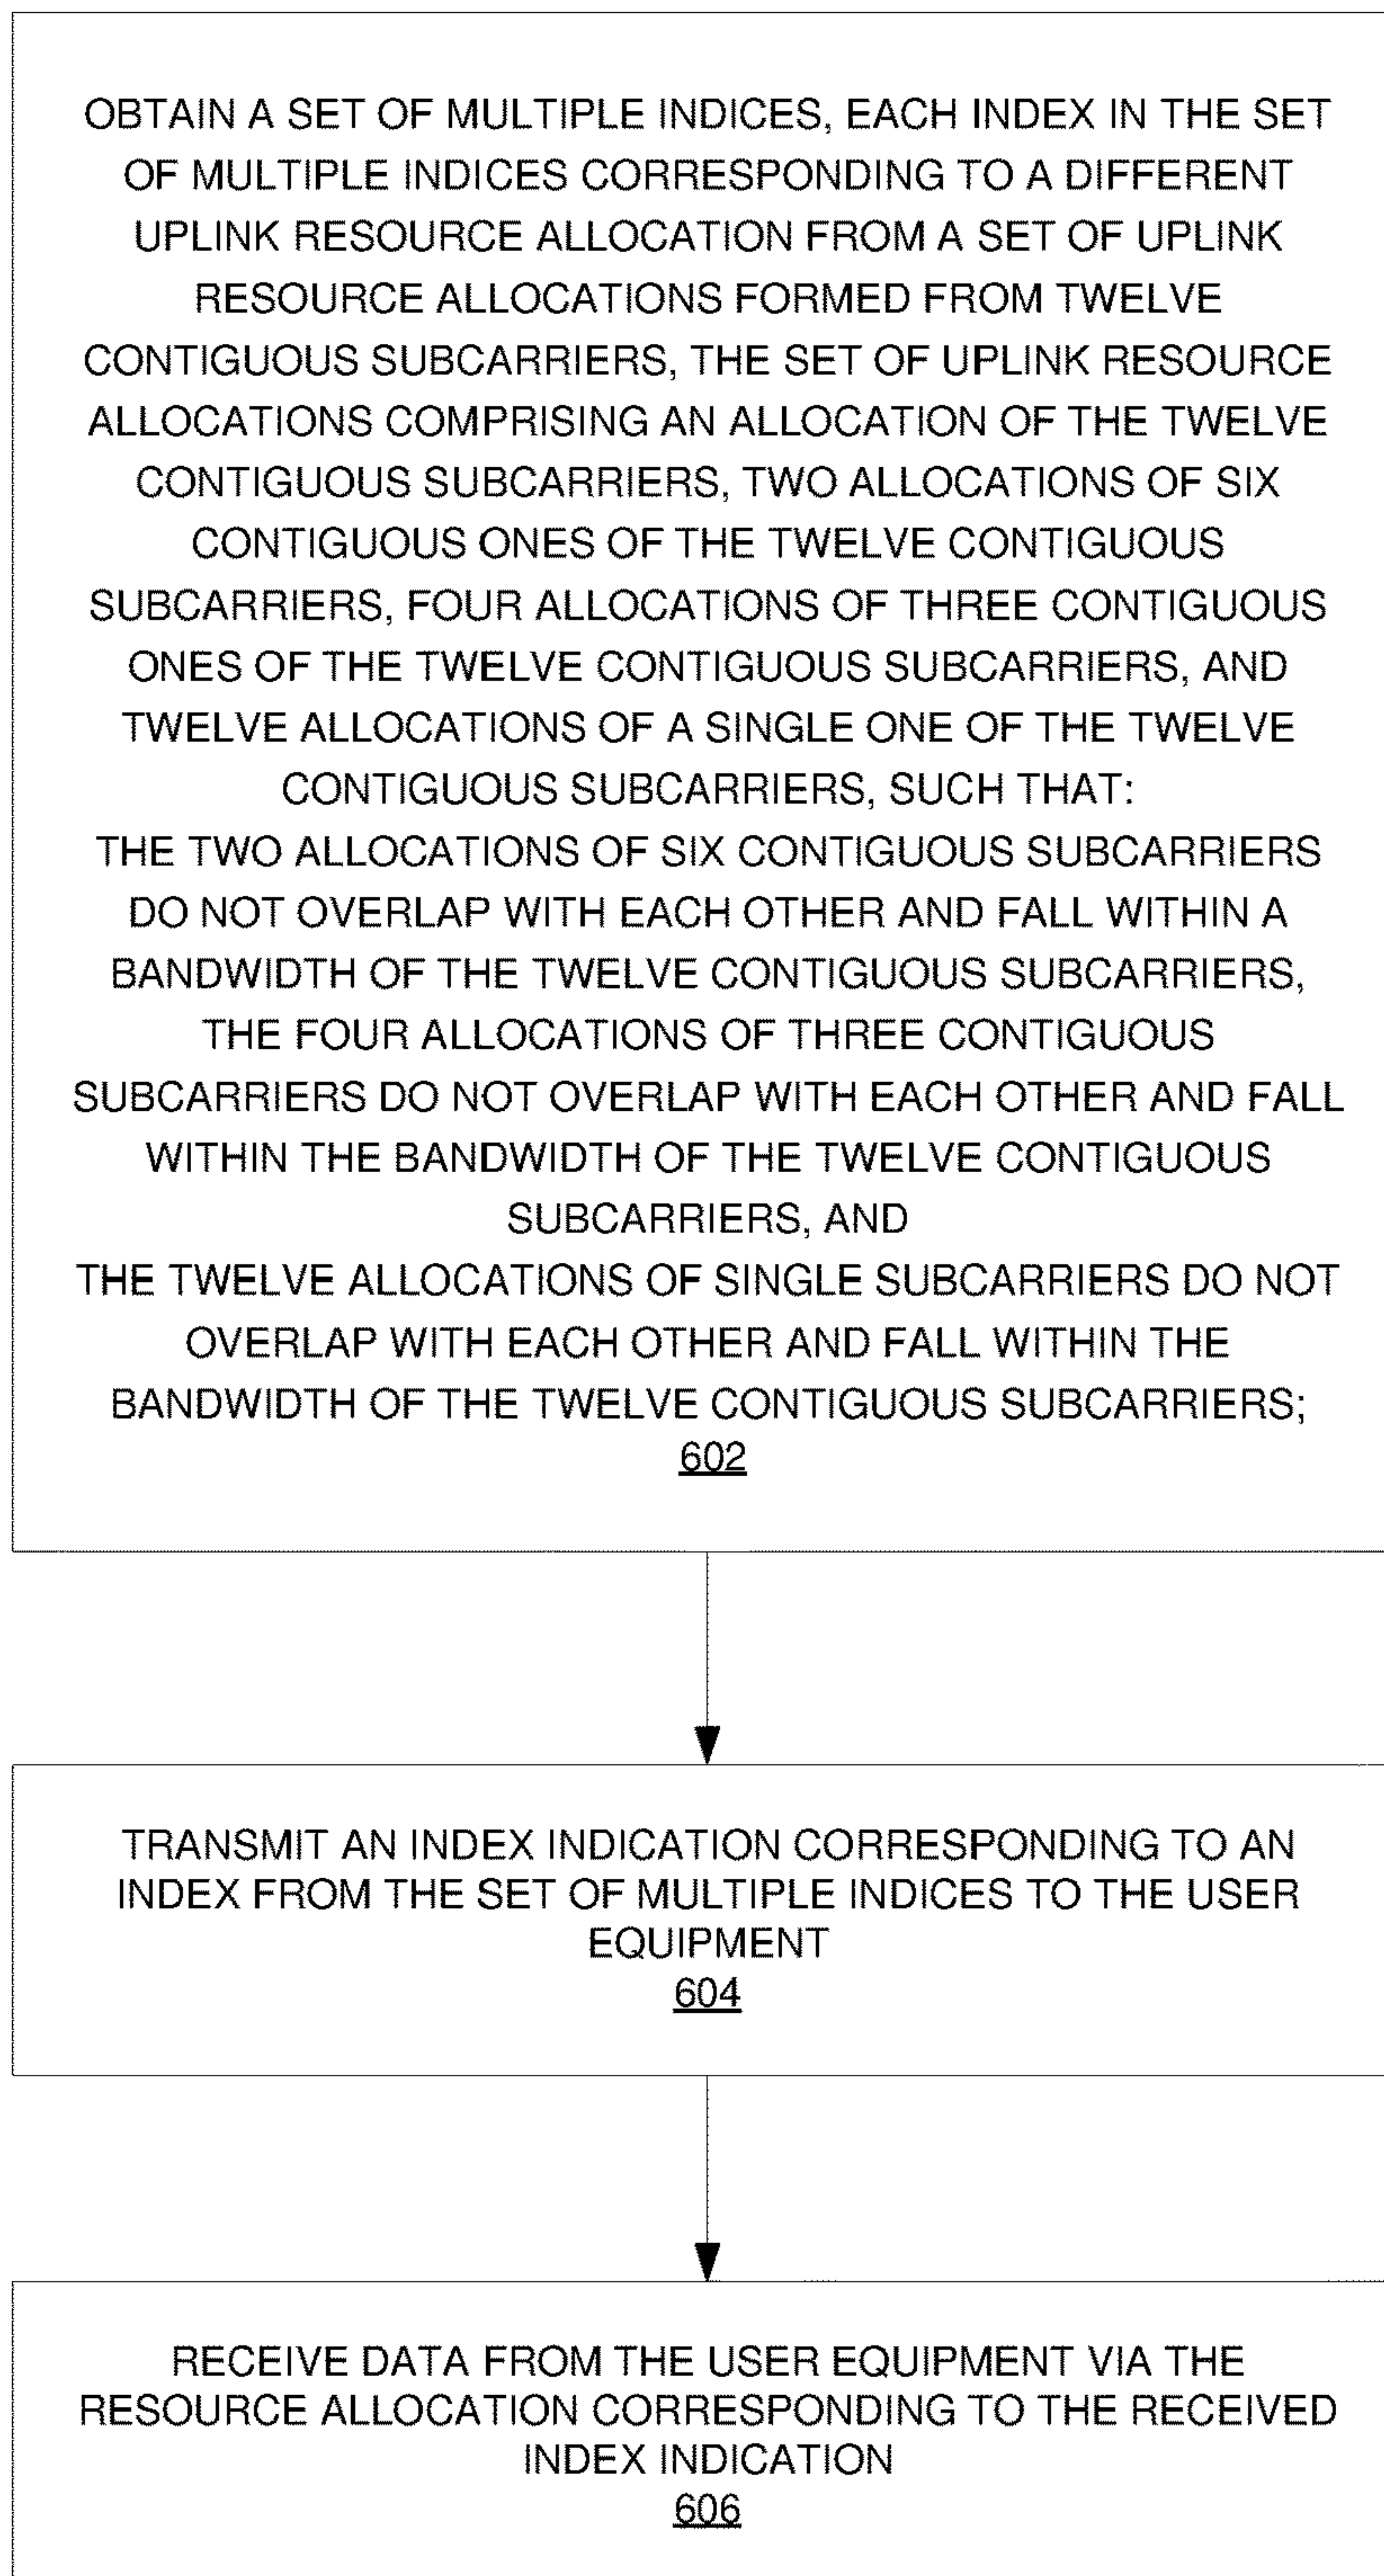 OBTAIN A SET OF MULTIPLE INDICES, EACH INDEX IN THE SET
OF MULTIPLE INDICES CORRESPONDING TO A DIFFERENT
UPLINK RESOURCE ALLOCATION FROM A SET OF UPLINK
RESOURCE ALLOCATIONS FORMED FROM TWELVE
CONTIGUOUS SUBCARRIERS, THE SET OF UPLINK RESOURCE
ALLOCATIONS COMPRISING AN ALLOCATION OF THE TWELVE
CONTIGUOUS SUBCARRIERS, TWO ALLOCATIONS OF SIX
CONTIGUOUS ONES OF THE TWELVE CONTIGUOUS
SUBCARRIERS, FOUR ALLOCATIONS OF THREE CONTIGUOUS
ONES OF THE TWELVE CONTIGUOUS SUBCARRIERS, AND
TWELVE ALLOCATIONS OF A SINGLE ONE OF THE TWELVE
CONTIGUOUS SUBCARRIERS, SUCH THAT:
THE TWO ALLOCATIONS OF SIX CONTIGUOUS SUBCARRIERS
DO NOT OVERLAP WITH EACH OTHER AND FALL WITHIN A
BANDWIDTH OF THE TWELVE CONTIGUOUS SUBCARRIERS,
THE FOUR ALLOCATIONS OF THREE CONTIGUOUS
SUBCARRIERS DO NOT OVERLAP WITH EACH OTHER AND FALL
WITHIN THE BANDWIDTH OF THE TWELVE CONTIGUOUS
SUBCARRIERS, AND
THE TWELVE ALLOCATIONS OF SINGLE SUBCARRIERS DO NOT
OVERLAP WITH EACH OTHER AND FALL WITHIN THE
BANDWIDTH OF THE TWELVE CONTIGUOUS SUBCARRIERS;
602
TRANSMIT AN INDEX INDICATION CORRESPONDING TO AN
INDEX FROM THE SET OF MULTIPLE INDICES TO THE USER
EQUIPMENT
604
RECEIVE DATA FROM THE USER EQUIPMENT VIA THE
RESOURCE ALLOCATION CORRESPONDING TO THE RECEIVED
INDEX INDICATION
606